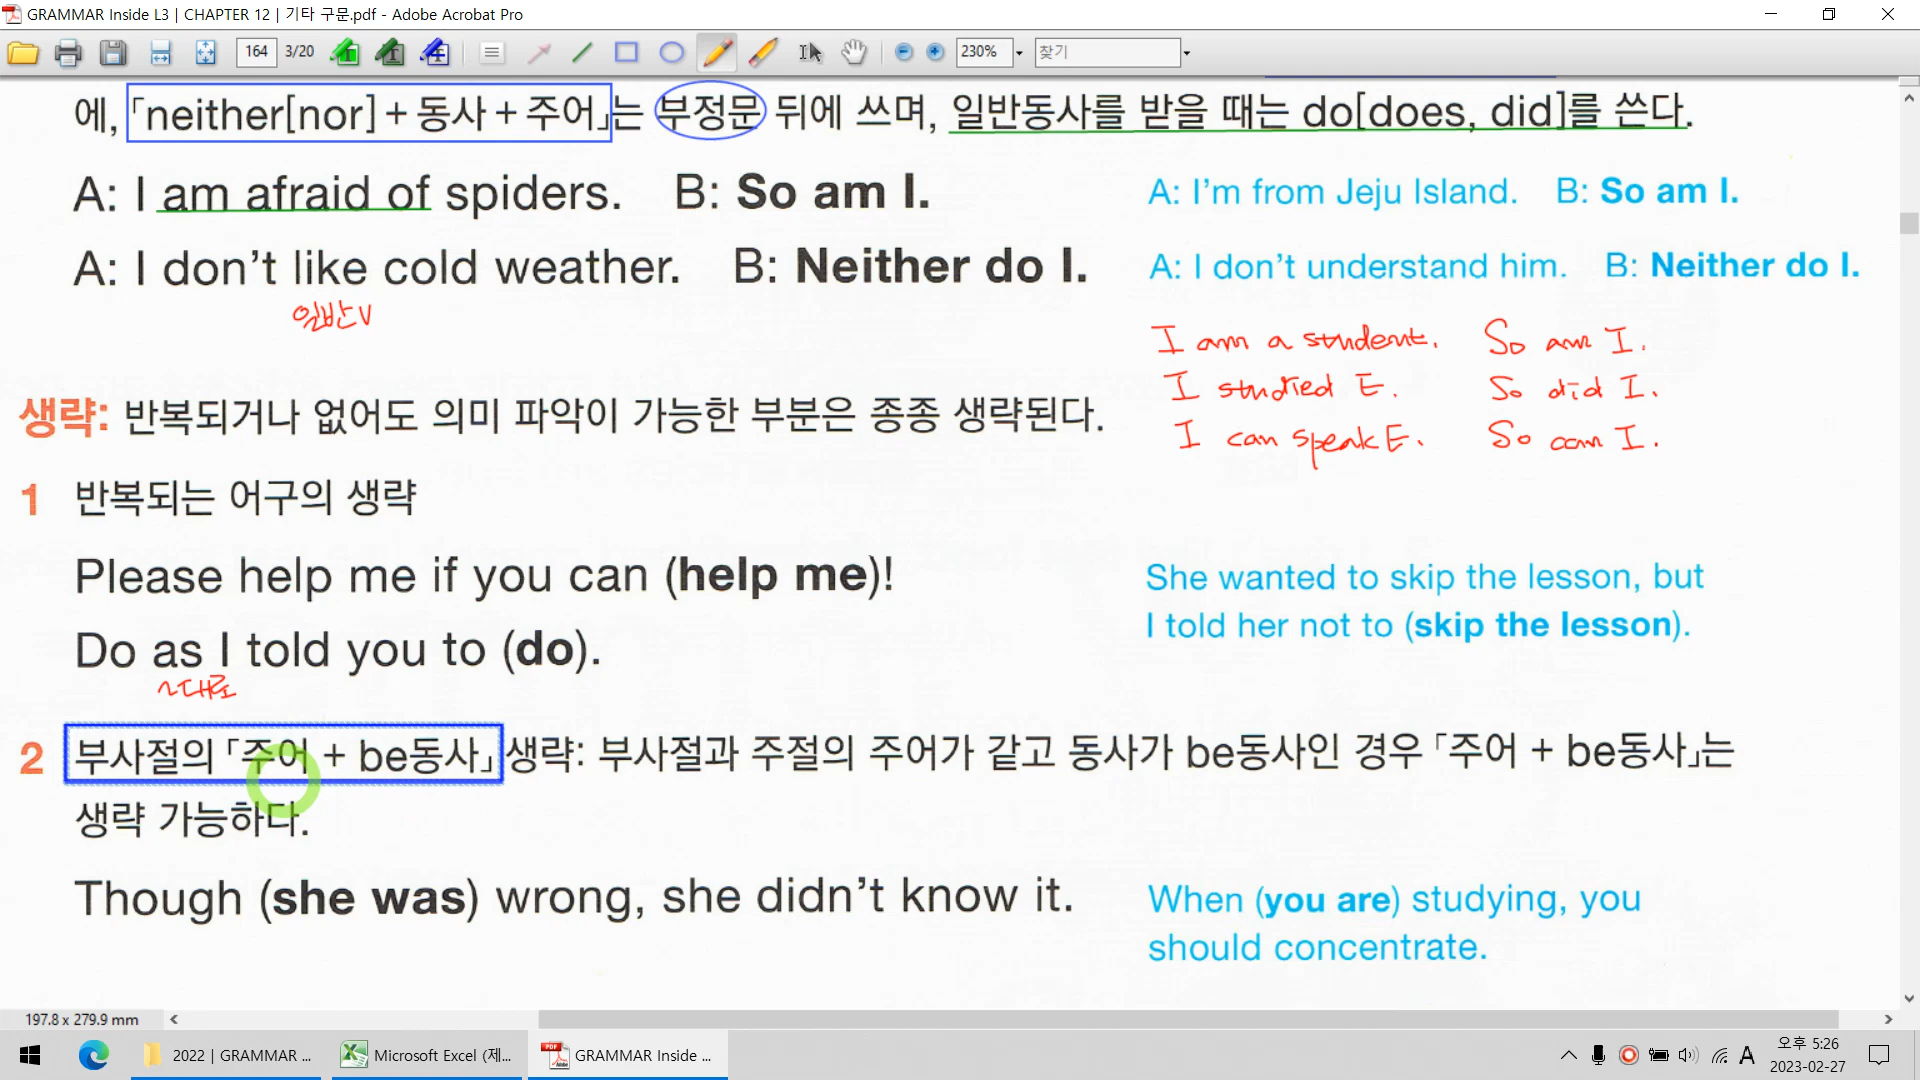 GRAMMAR Inside L3 | CHAPTER 12 | 기타 구문.pdf - Adobe Acrobat Pro
164 3/20 230% 찾기
에, 「neither[nor] + 동사 + 주어」는 부정문 뒤에 쓰며, 일반동사를 받을 때는 do[does, did]를 쓴다.
A: I am afraid of spiders. B: So am I.
A: I'm from Jeju Island. B: So am I.
A: I don't like cold weather. B: Neither do I.
A: I don't understand him. B: Neither do I.
일반V
I am a student. So am I.
I studied E. So did I.
I can speak E. So can I.
생략: 반복되거나 없어도 의미 파악이 가능한 부분은 종종 생략된다.
1 반복되는 어구의 생략
Please help me if you can (help me)!
She wanted to skip the lesson, but
I told her not to (skip the lesson).
Do as I told you to (do).
~대로
2 부사절의 「주어 + be동사」 생략: 부사절과 주절의 주어가 같고 동사가 be동사인 경우 「주어 + be동사」는
생략 가능하다.
Though (she was) wrong, she didn't know it.
When (you are) studying, you
should concentrate.
197.8 x 279.9 mm
2022 | GRAMMAR ... Microsoft Excel (제... GRAMMAR Inside ...
A 오후 5:26
2023-02-27